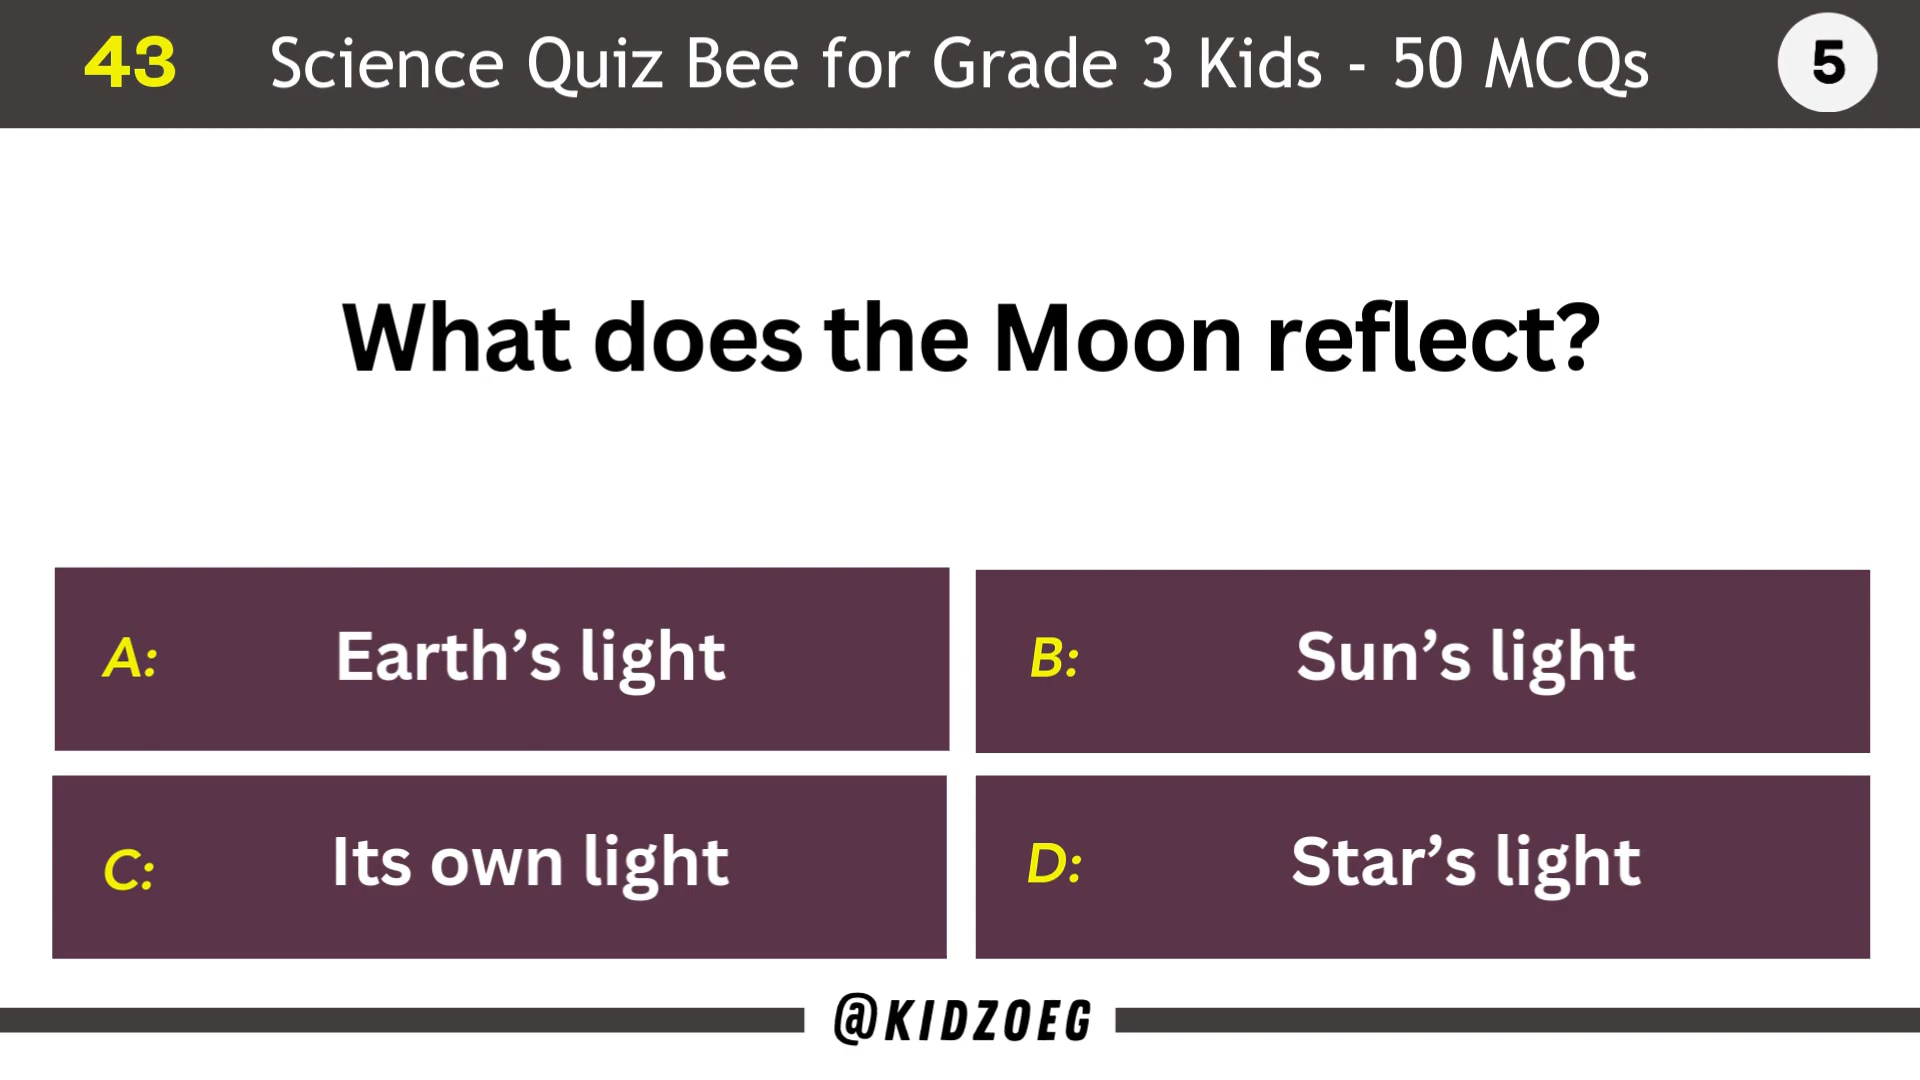 43 Science Quiz Bee for Grade 3 Kids - 50 MCQs 5
What does the Moon reflect?
A: Earth’s light
B: Sun’s light
C: Its own light
D: Star’s light
@KIDZOEG